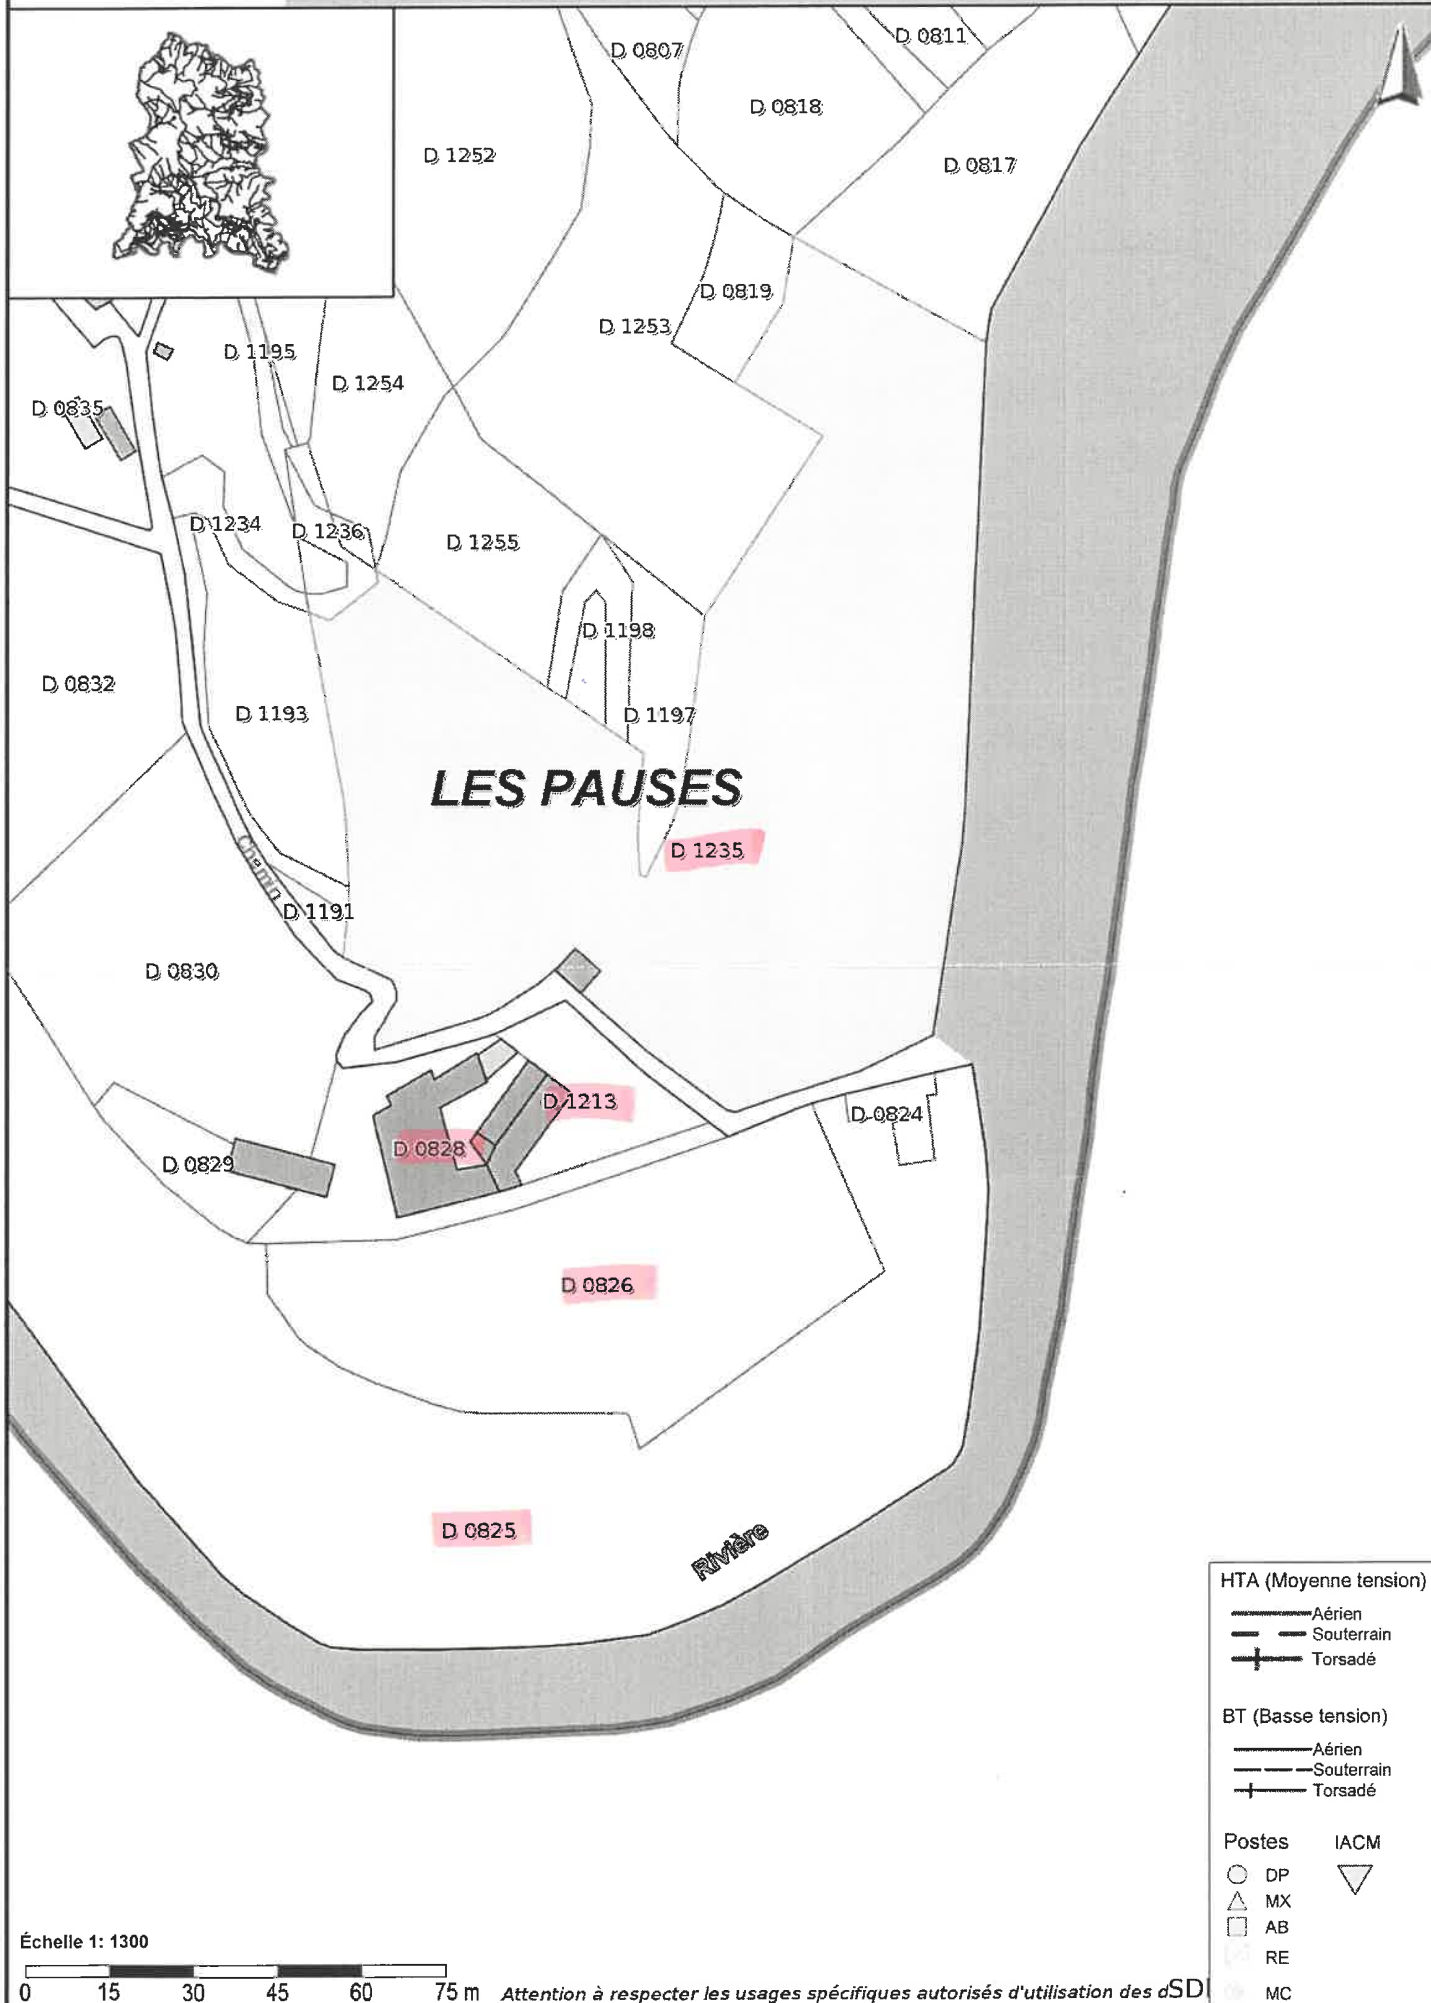 D 0807
D 0811
D 0818
D 1252
D 0817
D 0819
D 1253
D 1195
D 1254
D 0835
D 1234
D 1236
D 1255
D 1198
D 0832
D 1193
D 1197
LES PAUSES
D 1235
Chemin
D 1191
D 0830
D 1213
D 0824
D 0828
D 0829
D 0826
D 0825
Rivière
HTA (Moyenne tension)
Aérien
Souterrain
Torsadé
BT (Basse tension)
Aérien
Souterrain
Torsadé
Postes IACM
DP
MX
AB
RE
MC
Échelle 1: 1300
0 15 30 45 60 75 m
Attention à respecter les usages spécifiques autorisés d'utilisation des d